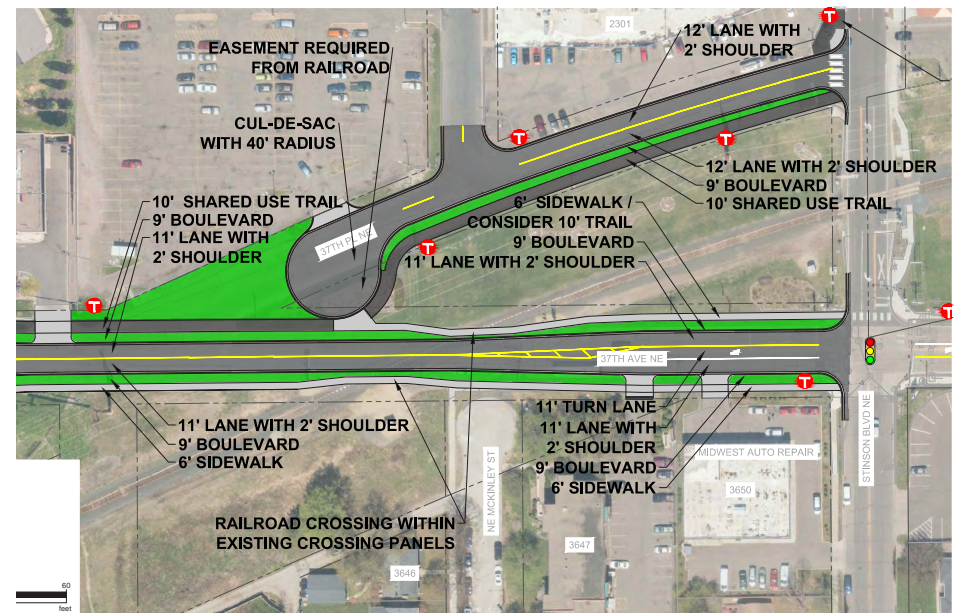 2301
12' LANE WITH
2' SHOULDER
EASEMENT REQUIRED
FROM RAILROAD
CUL-DE-SAC
WITH 40' RADIUS
12' LANE WITH 2' SHOULDER
9' BOULEVARD
10' SHARED USE TRAIL
10' SHARED USE TRAIL
9' BOULEVARD
11' LANE WITH
2' SHOULDER
6' SIDEWALK /
CONSIDER 10' TRAIL
9' BOULEVARD
11' LANE WITH 2' SHOULDER
37TH PL NE
37TH AVE NE
11' LANE WITH 2' SHOULDER
9' BOULEVARD
6' SIDEWALK
11' TURN LANE
11' LANE WITH
2' SHOULDER
9' BOULEVARD
6' SIDEWALK
MIDWEST AUTO REPAIR
3650
STINSON BLVD NE
NE MCKINLEY ST
RAILROAD CROSSING WITHIN
EXISTING CROSSING PANELS
3647
3646
60
feet
T
T
T
T
T
T
T